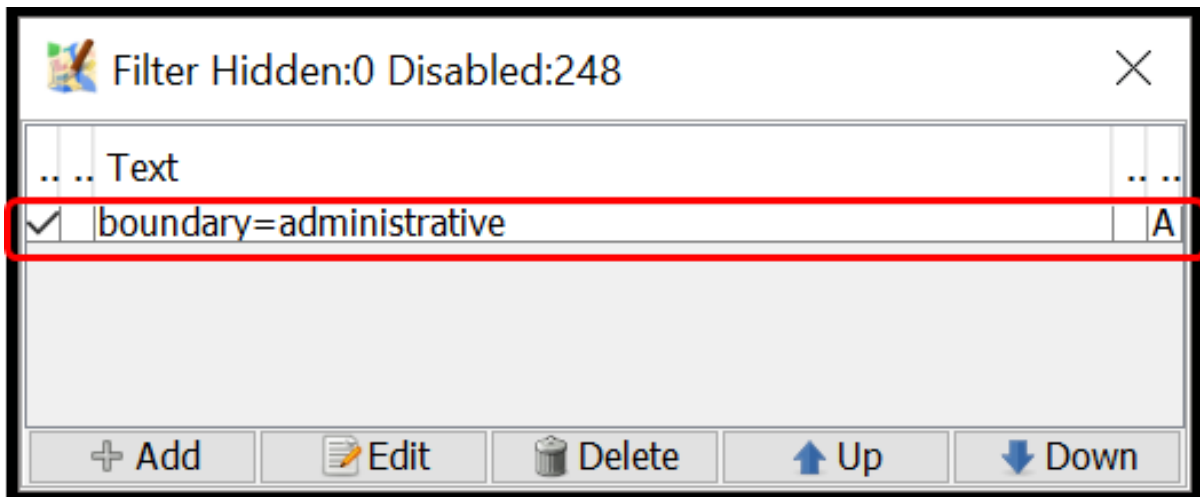 Filter Hidden:0 Disabled:248
.. .. Text .. ..
boundary=administrative A
Add Edit Delete Up Down